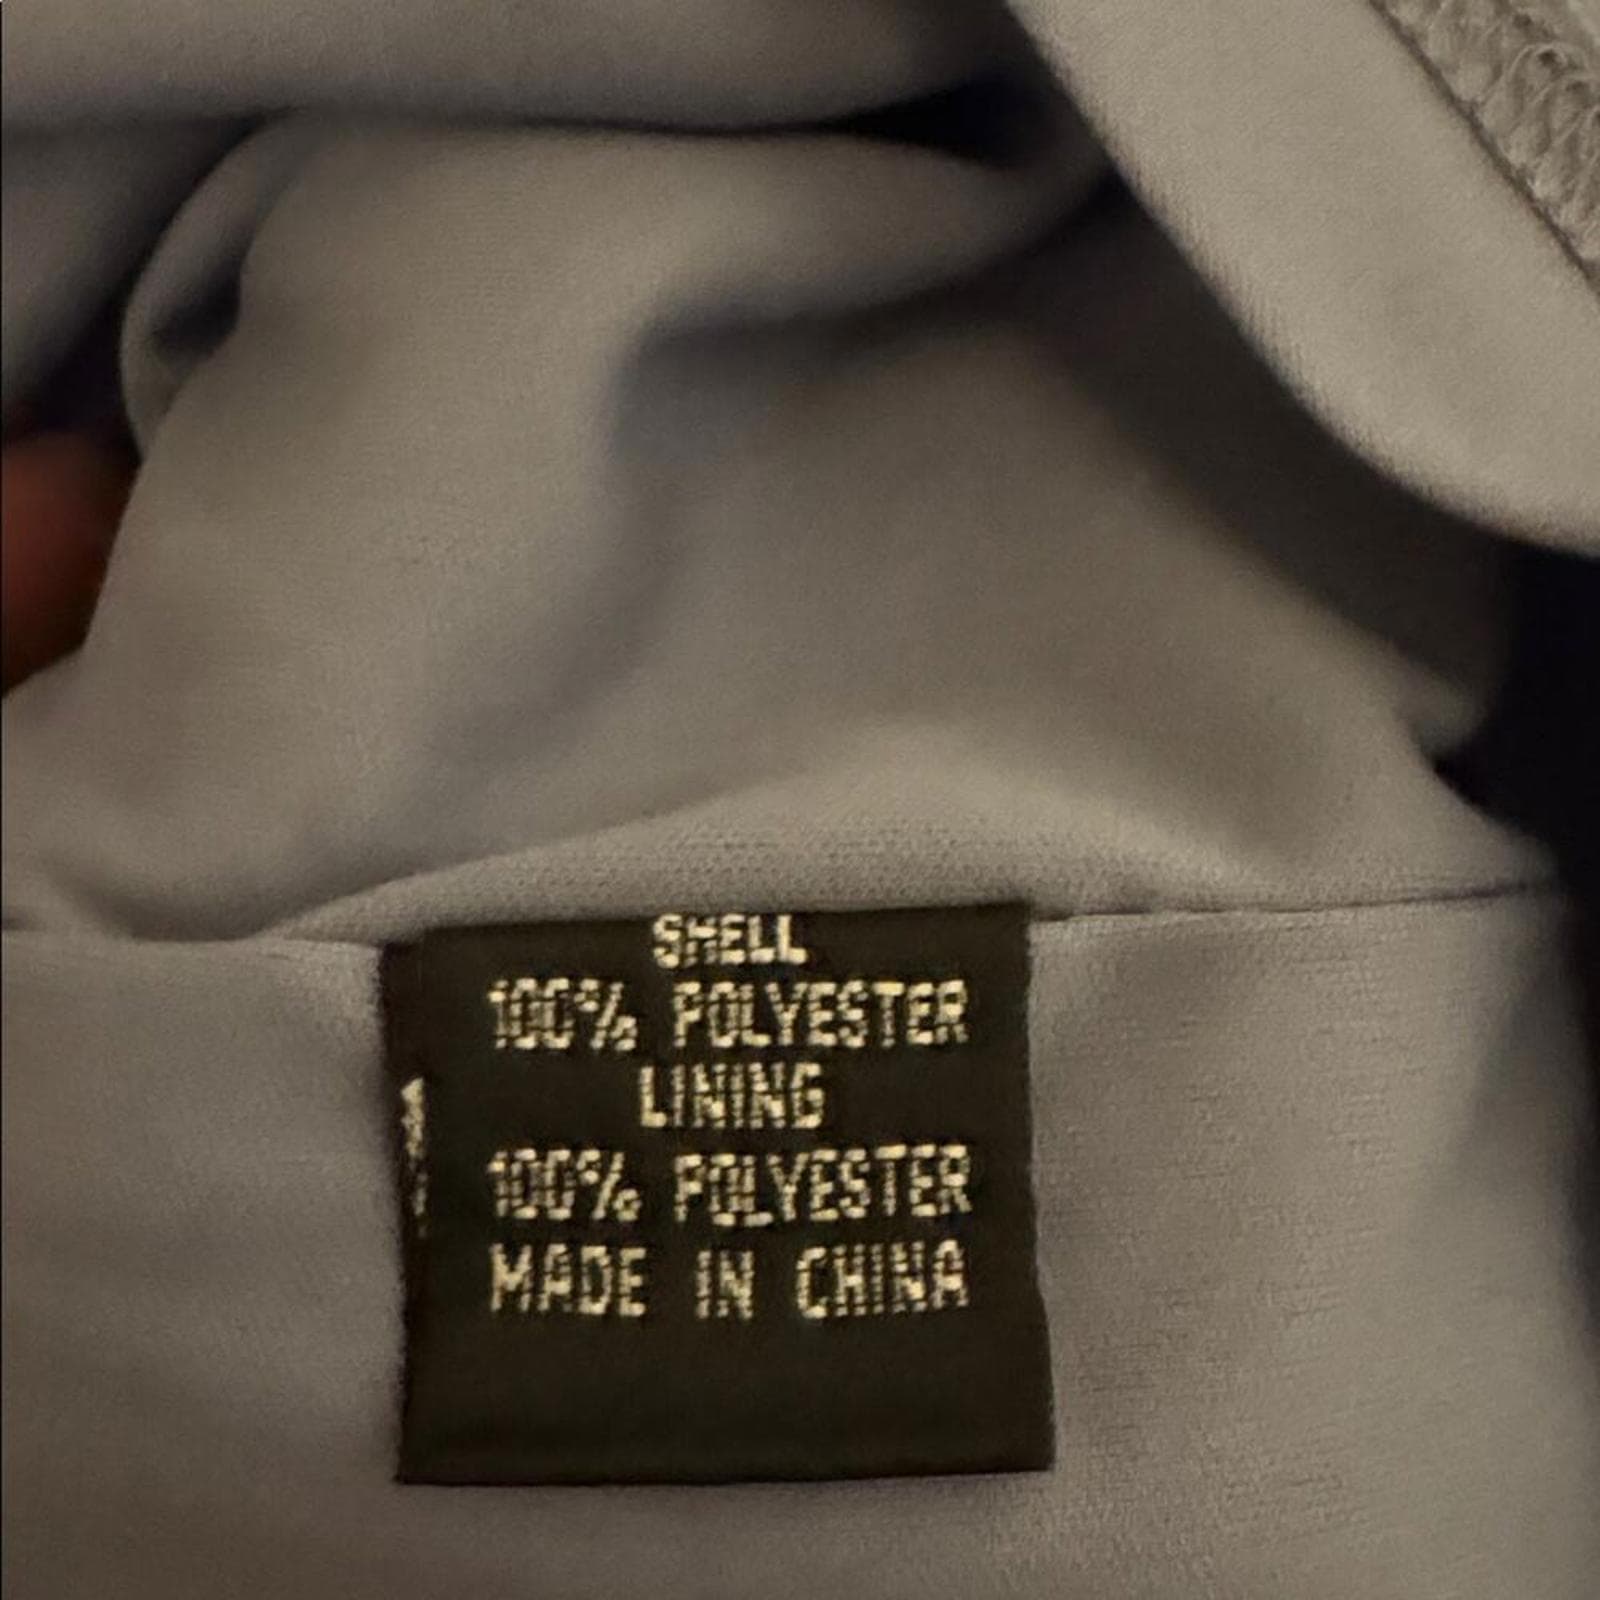 SHELL
100% POLYESTER
LINING
100% POLYESTER
MADE IN CHINA